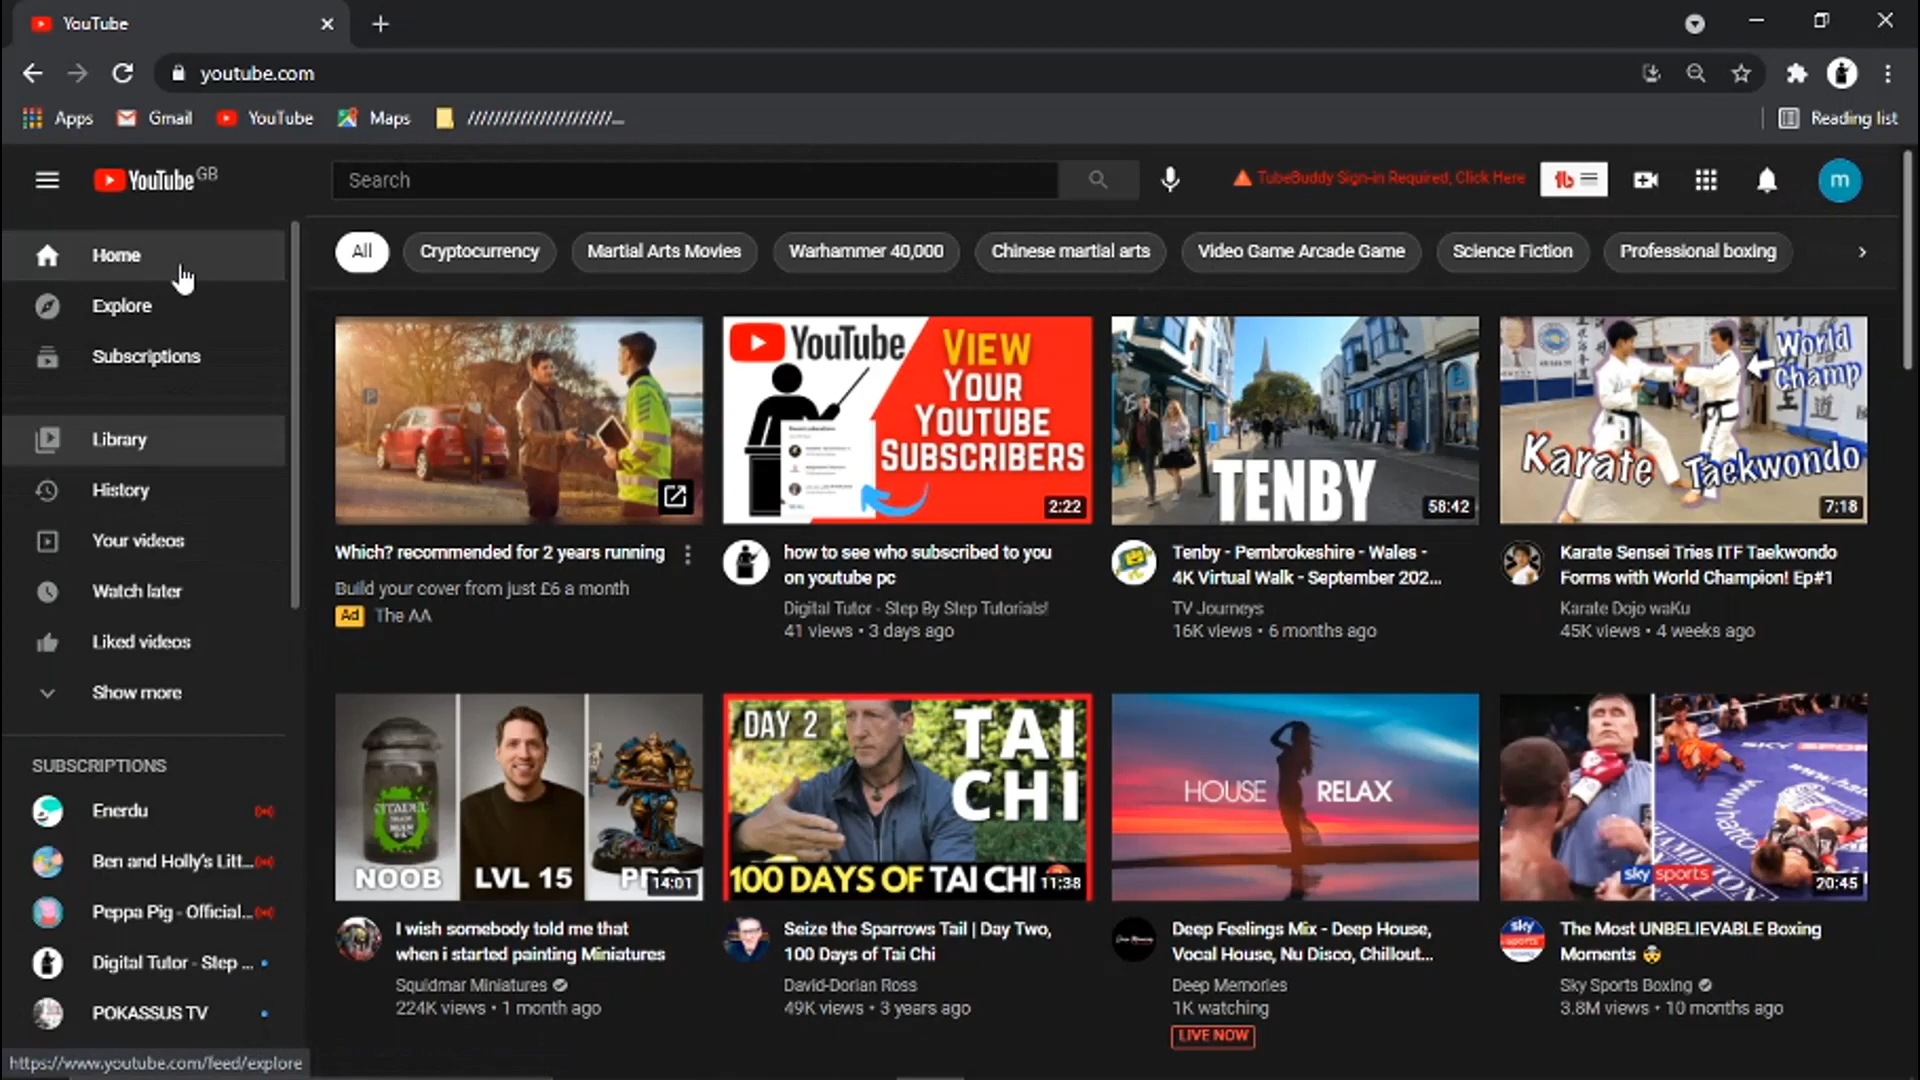 YouTube
youtube.com
Apps
Gmail
YouTube
Maps
//////////////////////...
Reading list
YouTube GB
Search
TubeBuddy Sign-in Required, Click Here
tb
m
Home
Explore
Subscriptions
Library
History
Your videos
Watch later
Liked videos
Show more
SUBSCRIPTIONS
Enerdu
Ben and Holly's Litt...
Peppa Pig - Official...
Digital Tutor - Step ...
POKASSUS TV
https://www.youtube.com/feed/explore
All
Cryptocurrency
Martial Arts Movies
Warhammer 40,000
Chinese martial arts
Video Game Arcade Game
Science Fiction
Professional boxing
Which? recommended for 2 years running
Build your cover from just £6 a month
Ad The AA
YouTube
VIEW
YOUR
YOUTUBE
SUBSCRIBERS
2:22
how to see who subscribed to you
on youtube pc
Digital Tutor - Step By Step Tutorials!
41 views • 3 days ago
TENBY
58:42
Tenby - Pembrokeshire - Wales -
4K Virtual Walk - September 202...
TV Journeys
16K views • 6 months ago
World
Champ
Karate
Taekwondo
7:18
Karate Sensei Tries ITF Taekwondo
Forms with World Champion! Ep#1
Karate Dojo waKu
45K views • 4 weeks ago
CITADEL
NOOB
LVL 15
PRO
14:01
I wish somebody told me that
when i started painting Miniatures
Squidmar Miniatures
224K views • 1 month ago
DAY 2
TAI
CHI
100 DAYS OF TAI CHI
11:38
Seize the Sparrows Tail | Day Two,
100 Days of Tai Chi
David-Dorian Ross
49K views • 3 years ago
HOUSE RELAX
Deep Feelings Mix - Deep House,
Vocal House, Nu Disco, Chillout...
Deep Memories
1K watching
LIVE NOW
sky sports
20:45
sky
sports
The Most UNBELIEVABLE Boxing
Moments 🤯
Sky Sports Boxing
3.8M views • 10 months ago